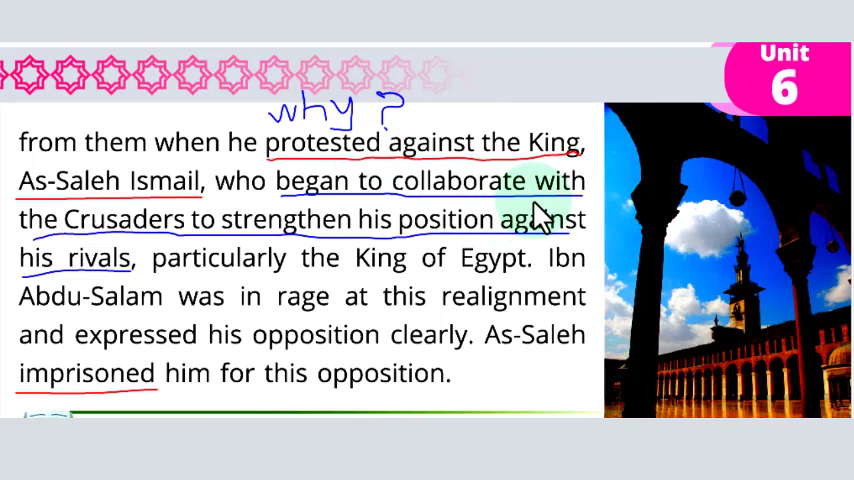 Unit
6
why?
from them when he protested against the King,
As-Saleh Ismail, who began to collaborate with
the Crusaders to strengthen his position against
his rivals, particularly the King of Egypt. Ibn
Abdu-Salam was in rage at this realignment
and expressed his opposition clearly. As-Saleh
imprisoned him for this opposition.